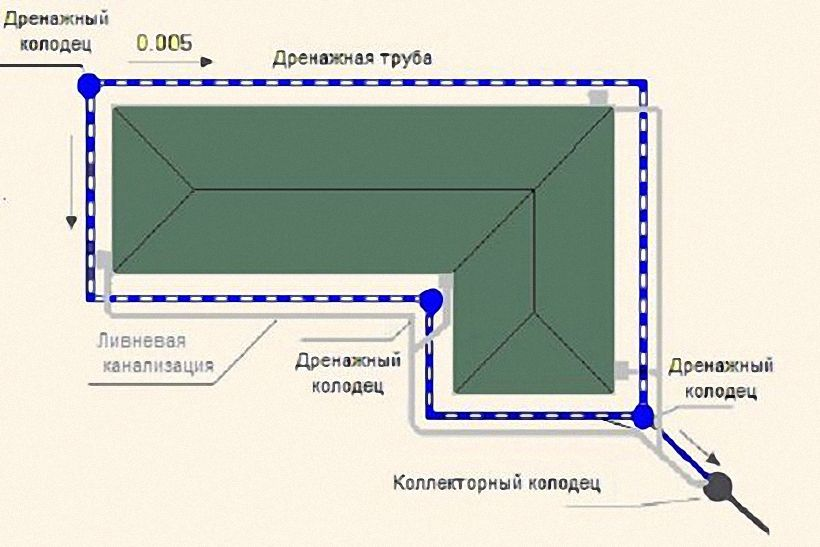 Дренажный
колодец
0.005
Дренажная труба
Ливневая
канализация
Дренажный
колодец
Дренажный
колодец
Коллекторный колодец